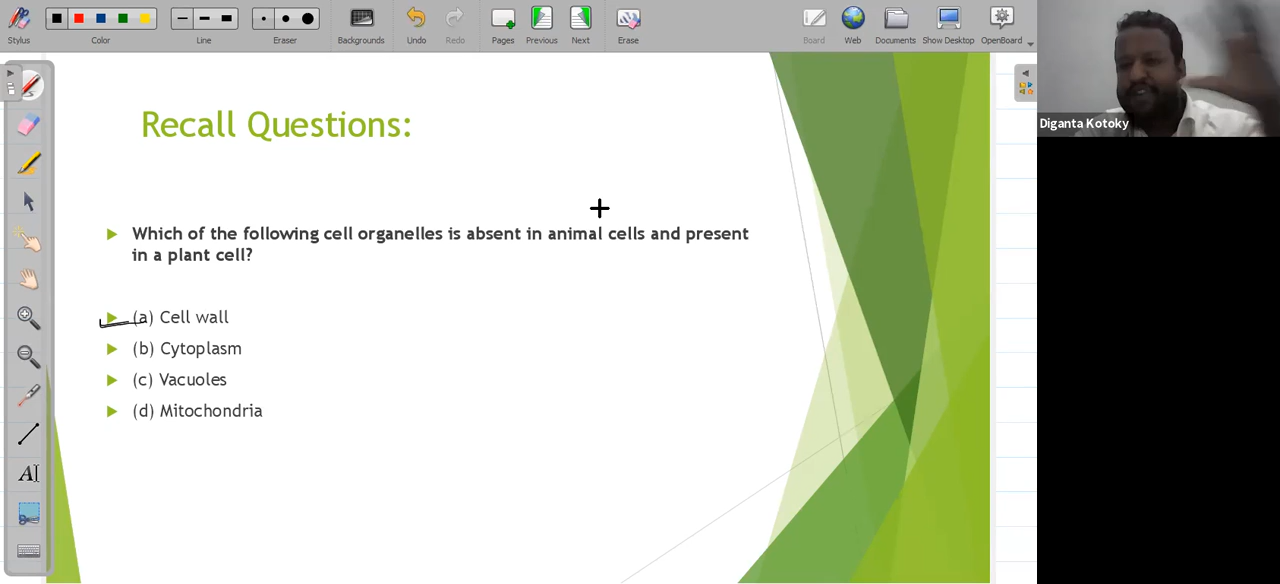 Stylus
Color
Line
Eraser
Backgrounds
Undo
Redo
Pages
Previous
Next
Erase
Board
Web
Documents
Show Desktop
OpenBoard
Diganta Kotoky
Recall Questions:
Which of the following cell organelles is absent in animal cells and present
in a plant cell?
(a) Cell wall
(b) Cytoplasm
(c) Vacuoles
(d) Mitochondria
AI